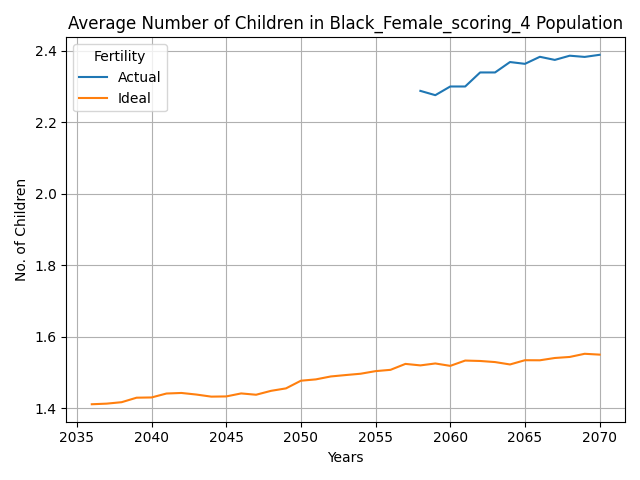 Average Number of Children in Black_Female_scoring_4 Population
Fertility
Actual
Ideal
2.4
2.2
2.0
1.8
1.6
1.4
No. of Children
2035 2040 2045 2050 2055 2060 2065 2070
Years